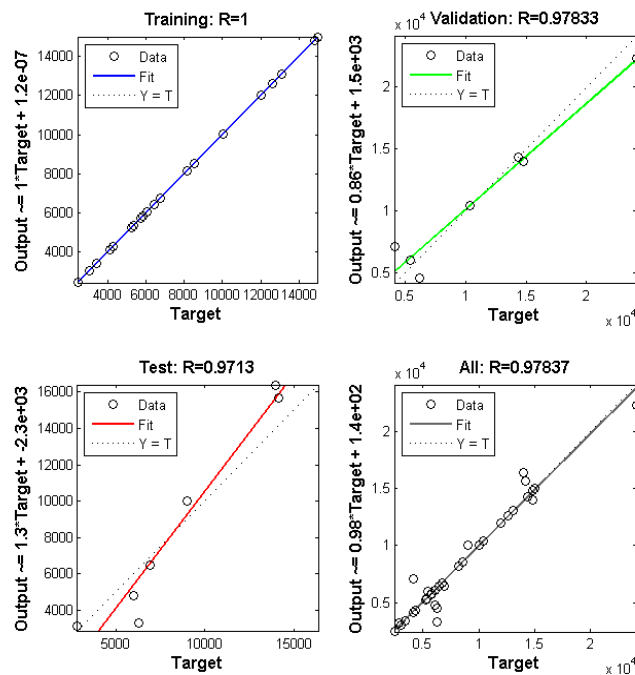 Training: R=1
Data
Fit
Y = T
14000
12000
10000
8000
6000
4000
4000 6000 8000 10000 12000 14000
Target
Output ~= 1*Target + 1.2e-07
x 10^4
Validation: R=0.97833
Data
Fit
Y = T
2
1.5
1
0.5
0.5 1 1.5 2
x 10^4
Target
Output ~= 0.86*Target + 1.5e+03
Test: R=0.9713
Data
Fit
Y = T
16000
14000
12000
10000
8000
6000
4000
5000 10000 15000
Target
Output ~= 1.3*Target + -2.3e+03
x 10^4
All: R=0.97837
Data
Fit
Y = T
2
1.5
1
0.5
0.5 1 1.5 2
x 10^4
Target
Output ~= 0.98*Target + 1.4e+02